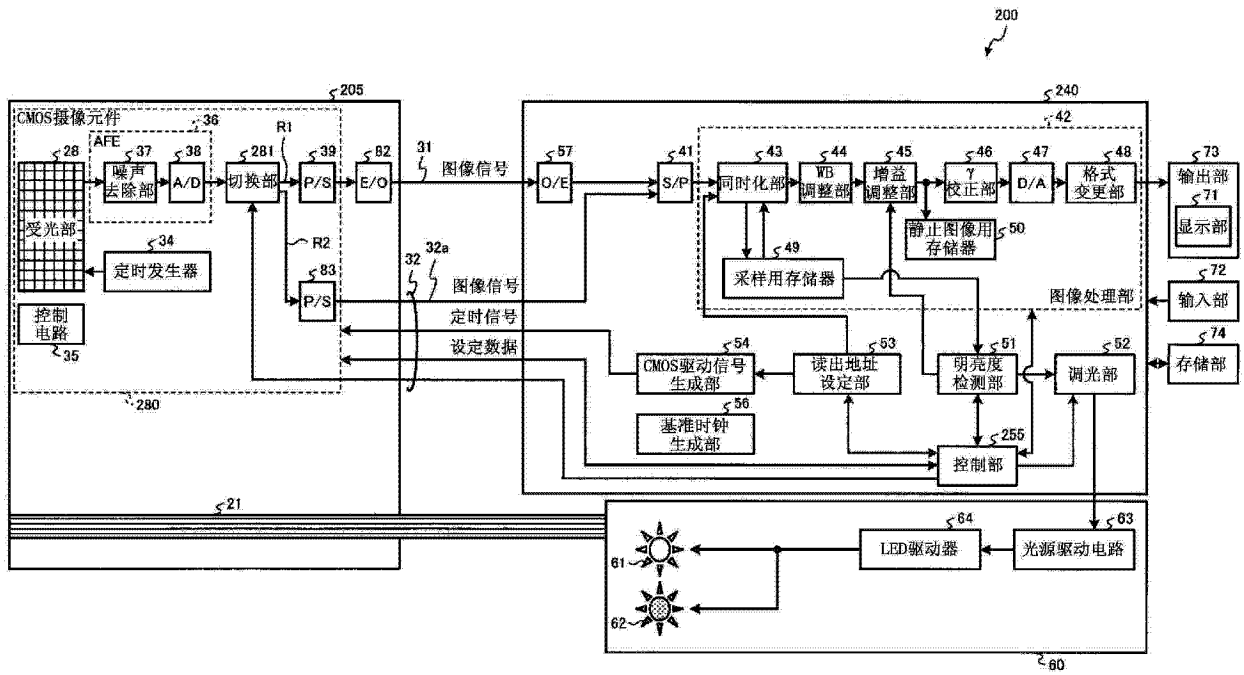 200
205
240
CMOS摄像元件
36
42
AFE
R1
28
37
38
281
39
82
31
57
41
43
44
45
46
47
48
73
噪声
去除部
A/D
切换部
P/S
E/O
图像信号
O/E
S/P
同时化部
WB
调整部
增益
调整部
γ
校正部
D/A
格式
变更部
输出部
71
显示部
受光部
R2
静止图像用
存储器
50
34
定时发生器
83
P/S
32
32a
图像信号
49
采样用存储器
图像处理部
72
输入部
控制
电路
35
定时信号
设定数据
54
CMOS驱动信号
生成部
53
读出地址
设定部
51
明亮度
检测部
52
调光部
74
存储部
280
56
基准时钟
生成部
255
控制部
21
64
LED驱动器
63
光源驱动电路
61
62
60